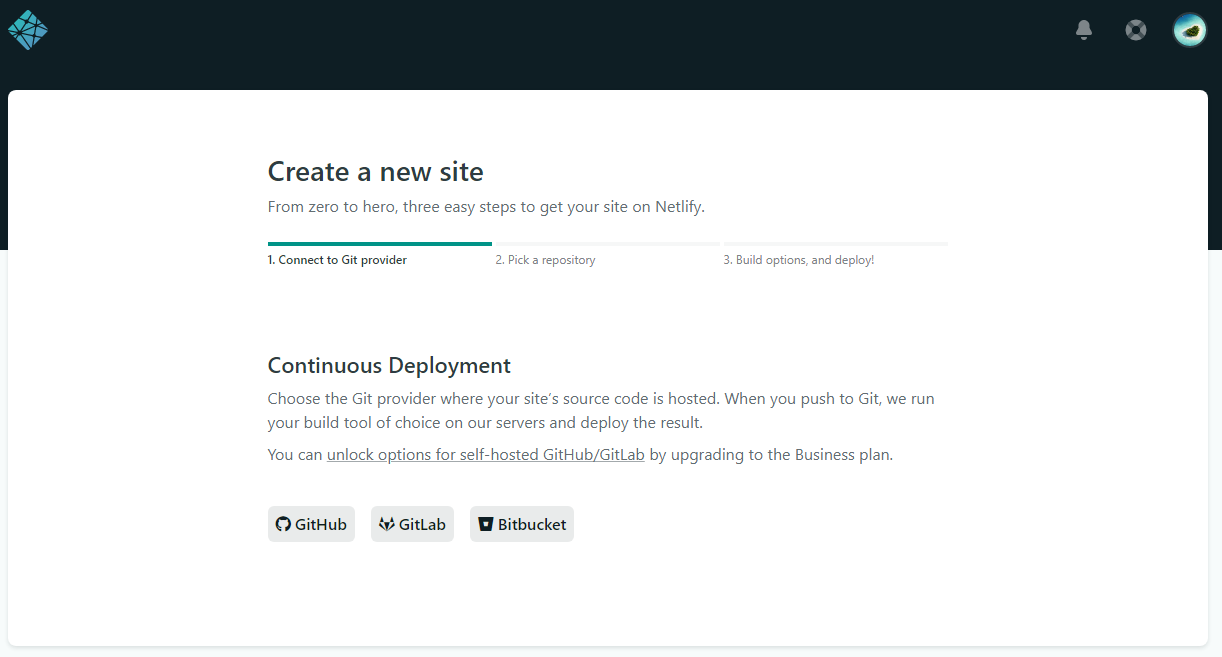 Create a new site
From zero to hero, three easy steps to get your site on Netlify.
1. Connect to Git provider
2. Pick a repository
3. Build options, and deploy!
Continuous Deployment
Choose the Git provider where your site’s source code is hosted. When you push to Git, we run
your build tool of choice on our servers and deploy the result.
You can unlock options for self-hosted GitHub/GitLab by upgrading to the Business plan.
GitHub
GitLab
Bitbucket